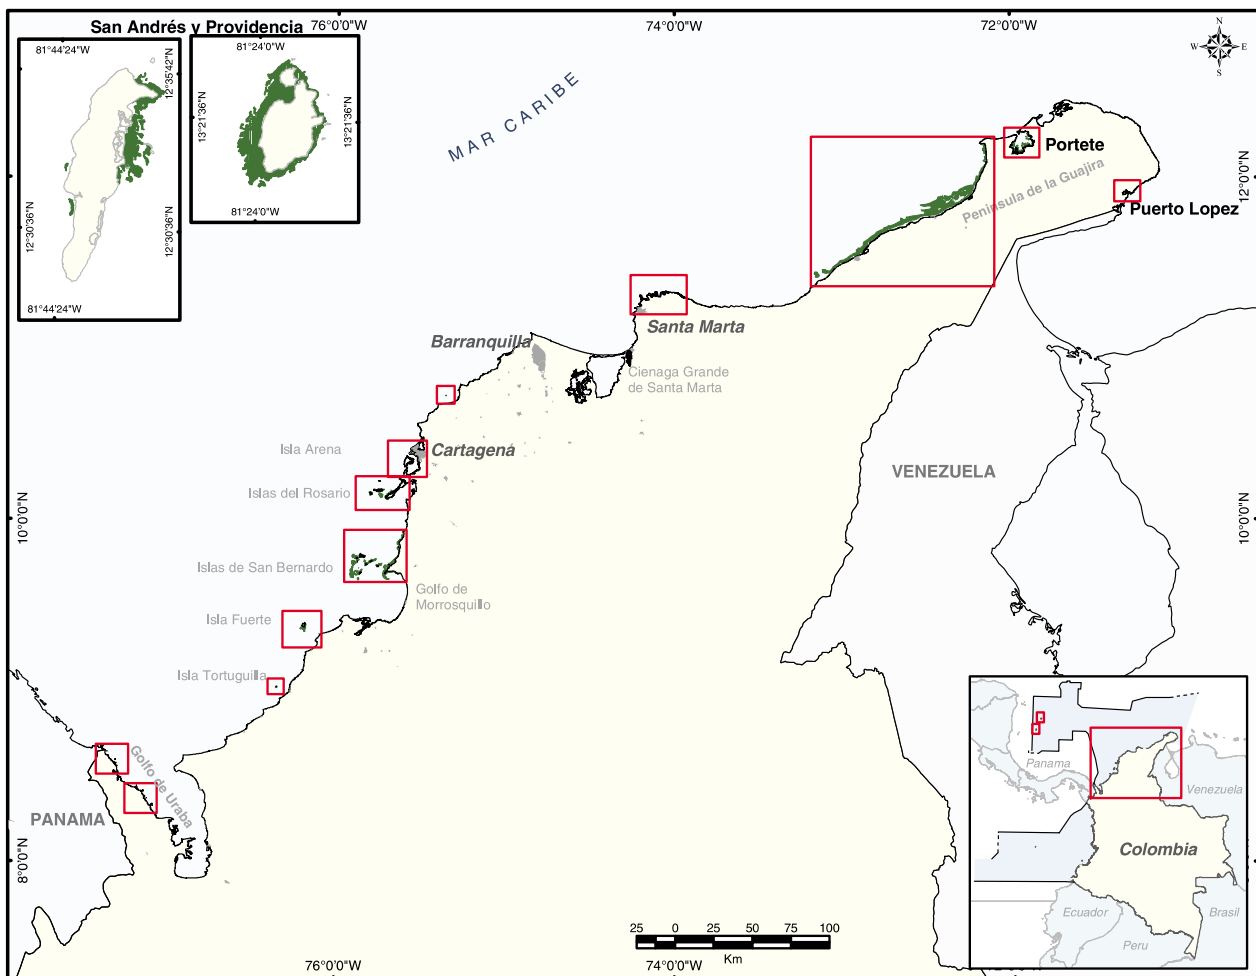 San Andrés y Providencia
76°0'0"W
74°0'0"W
72°0'0"W
N
W
E
S
81°44'24"W
12°35'42"N
12°30'36"N
12°30'36"N
81°44'24"W
81°24'0"W
13°21'36"N
13°21'36"N
81°24'0"W
MAR CARIBE
Portete
Peninsula de la Guajira
Puerto Lopez
12°0'0"N
Santa Marta
Barranquilla
Cienaga Grande
de Santa Marta
Isla Arena
Cartagena
Islas del Rosario
VENEZUELA
10°0'0"N
10°0'0"N
Islas de San Bernardo
Golfo de
Morrosquillo
Isla Fuerte
Isla Tortuguilla
Golfo de Uraba
PANAMA
8°0'0"N
Panama
Venezuela
Colombia
Ecuador
Brasil
Peru
25 0 25 50 75 100
Km
76°0'0"W
74°0'0"W